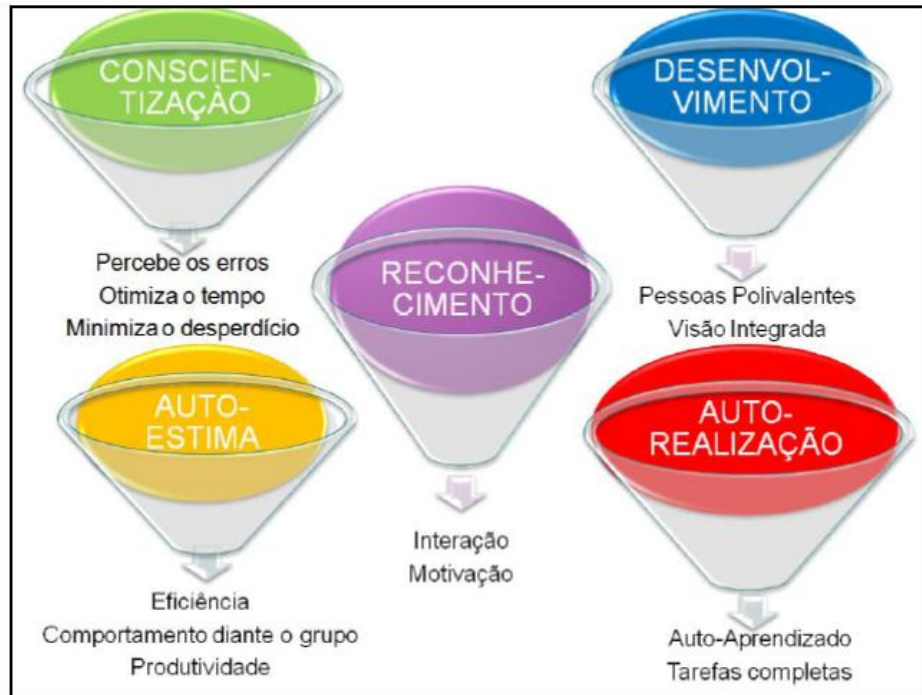 CONSCIEN-
TIZAÇÀO
Percebe os erros
Otimiza o tempo
Minimiza o desperdício
DESENVOL-
VIMENTO
Pessoas Polivalentes
Visão Integrada
RECONHE-
CIMENTO
Interação
Motivação
AUTO-
ESTIMA
Eficiência
Comportamento diante o grupo
Produtividade
AUTO-
REALIZAÇÃO
Auto-Aprendizado
Tarefas completas